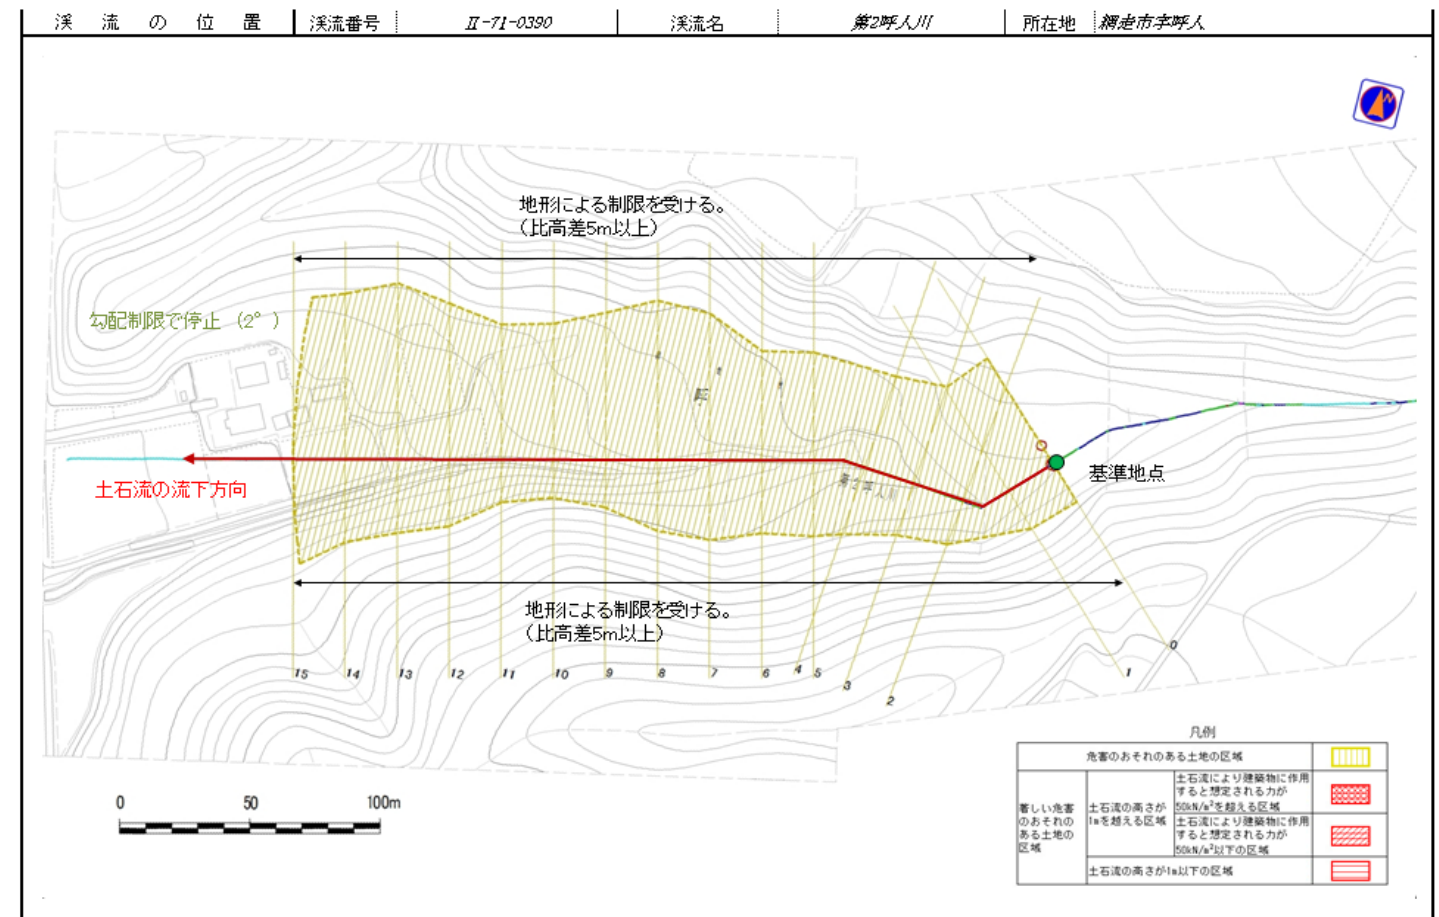 渓流の位置 渓流番号 Ⅱ-71-0390 渓流名 第2呼人川 所在地 網走市字呼人
N
地形による制限を受ける。
(比高差5m以上)
勾配制限で停止 (2°)
基準地点
土石流の流下方向
第2呼人川
地形による制限を受ける。
(比高差5m以上)
15 14 13 12 11 10 9 8 7 6 4 5 3 2 1 0
凡例
危害のおそれのある土地の区域
著しい危害
のおそれの
ある土地の
区域
土石流の高さが
1mを超える区域
土石流により建築物に作用
すると想定される力が
50kN/m²を超える区域
土石流により建築物に作用
すると想定される力が
50kN/m²以下の区域
土石流の高さが1m以下の区域
0 50 100m